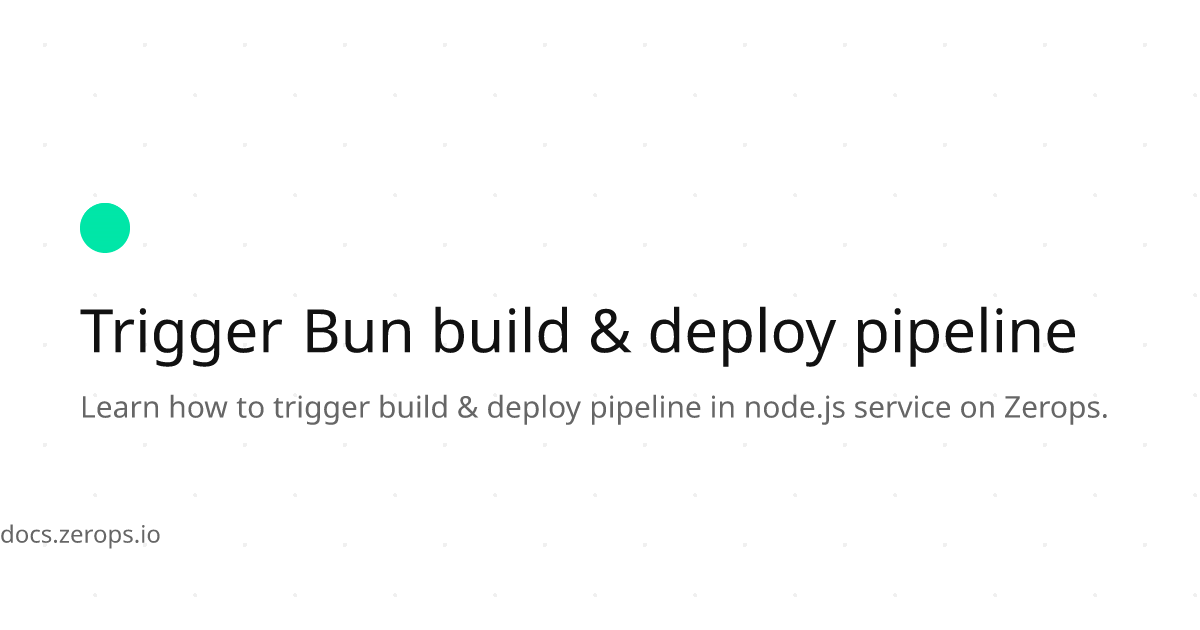 Trigger Bun build & deploy pipeline
Learn how to trigger build & deploy pipeline in node.js service on Zerops.
docs.zerops.io